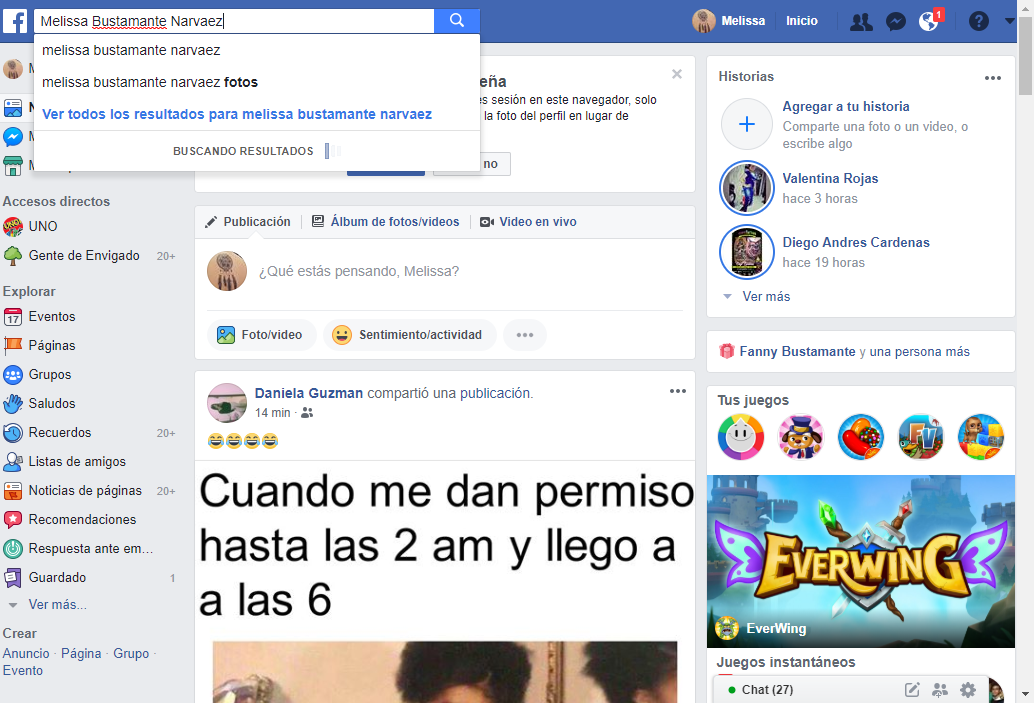 f
Melissa Bustamante Narvaez
Melissa
Inicio
1
?
melissa bustamante narvaez
melissa bustamante narvaez fotos
Ver todos los resultados para melissa bustamante narvaez
BUSCANDO RESULTADOS
M
N
M
M
Accesos directos
UNO
Gente de Envigado 20+
Explorar
17
Eventos
Páginas
Grupos
Saludos
Recuerdos 20+
Listas de amigos
Noticias de páginas 20+
Recomendaciones
Respuesta ante em...
Guardado 1
Ver más...
Crear
Anuncio · Página · Grupo ·
Evento
eña
es sesión en este navegador, solo
la foto del perfil en lugar de
no
Publicación
Álbum de fotos/videos
Video en vivo
¿Qué estás pensando, Melissa?
Foto/video
Sentimiento/actividad
Daniela Guzman compartió una publicación.
14 min ·
Cuando me dan permiso
hasta las 2 am y llego a
a las 6
Historias
Agregar a tu historia
Comparte una foto o un video, o
escribe algo
Valentina Rojas
hace 3 horas
Diego Andres Cardenas
hace 19 horas
Ver más
Fanny Bustamante y una persona más
Tus juegos
FV
EVERWING
EverWing
Juegos instantáneos
Chat (27)